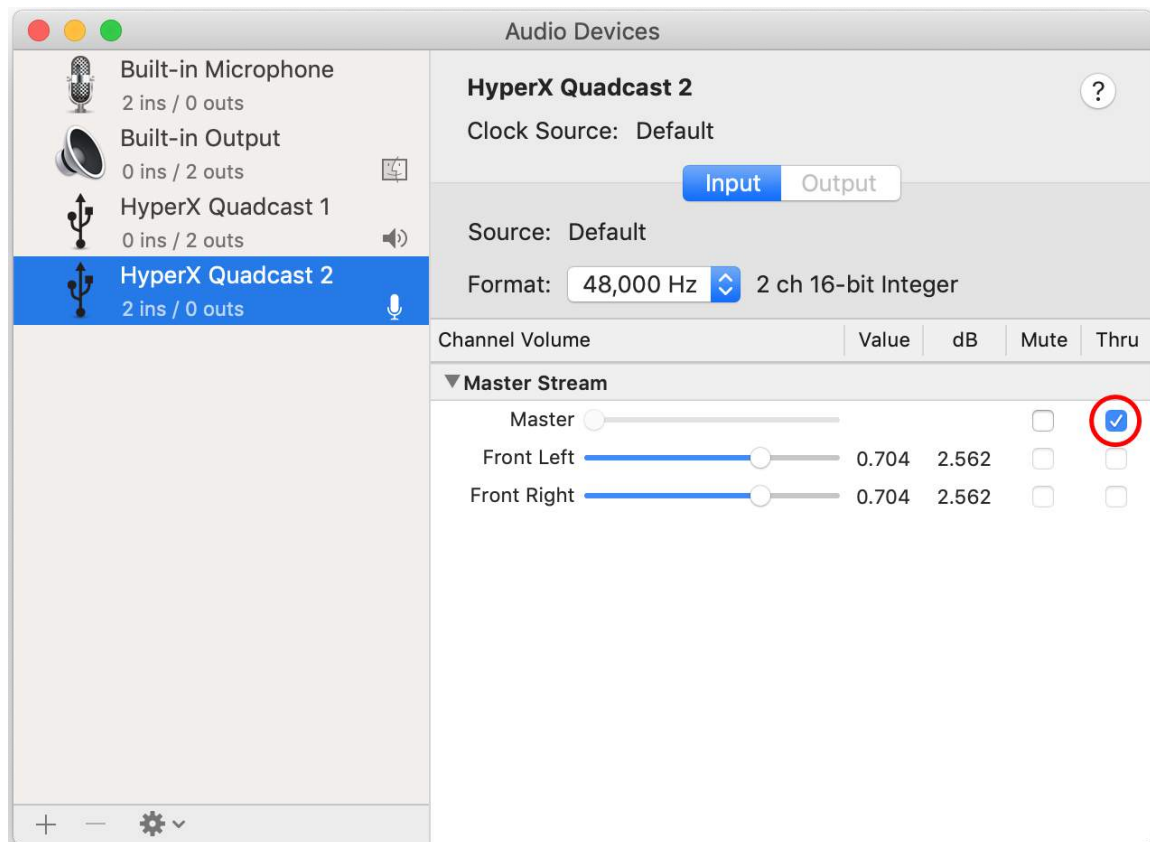 Audio Devices
Built-in Microphone
2 ins / 0 outs
Built-in Output
0 ins / 2 outs
HyperX Quadcast 1
0 ins / 2 outs
HyperX Quadcast 2
2 ins / 0 outs
HyperX Quadcast 2
?
Clock Source: Default
Input Output
Source: Default
Format: 48,000 Hz 2 ch 16-bit Integer
Channel Volume Value dB Mute Thru
Master Stream
Master
Front Left 0.704 2.562
Front Right 0.704 2.562